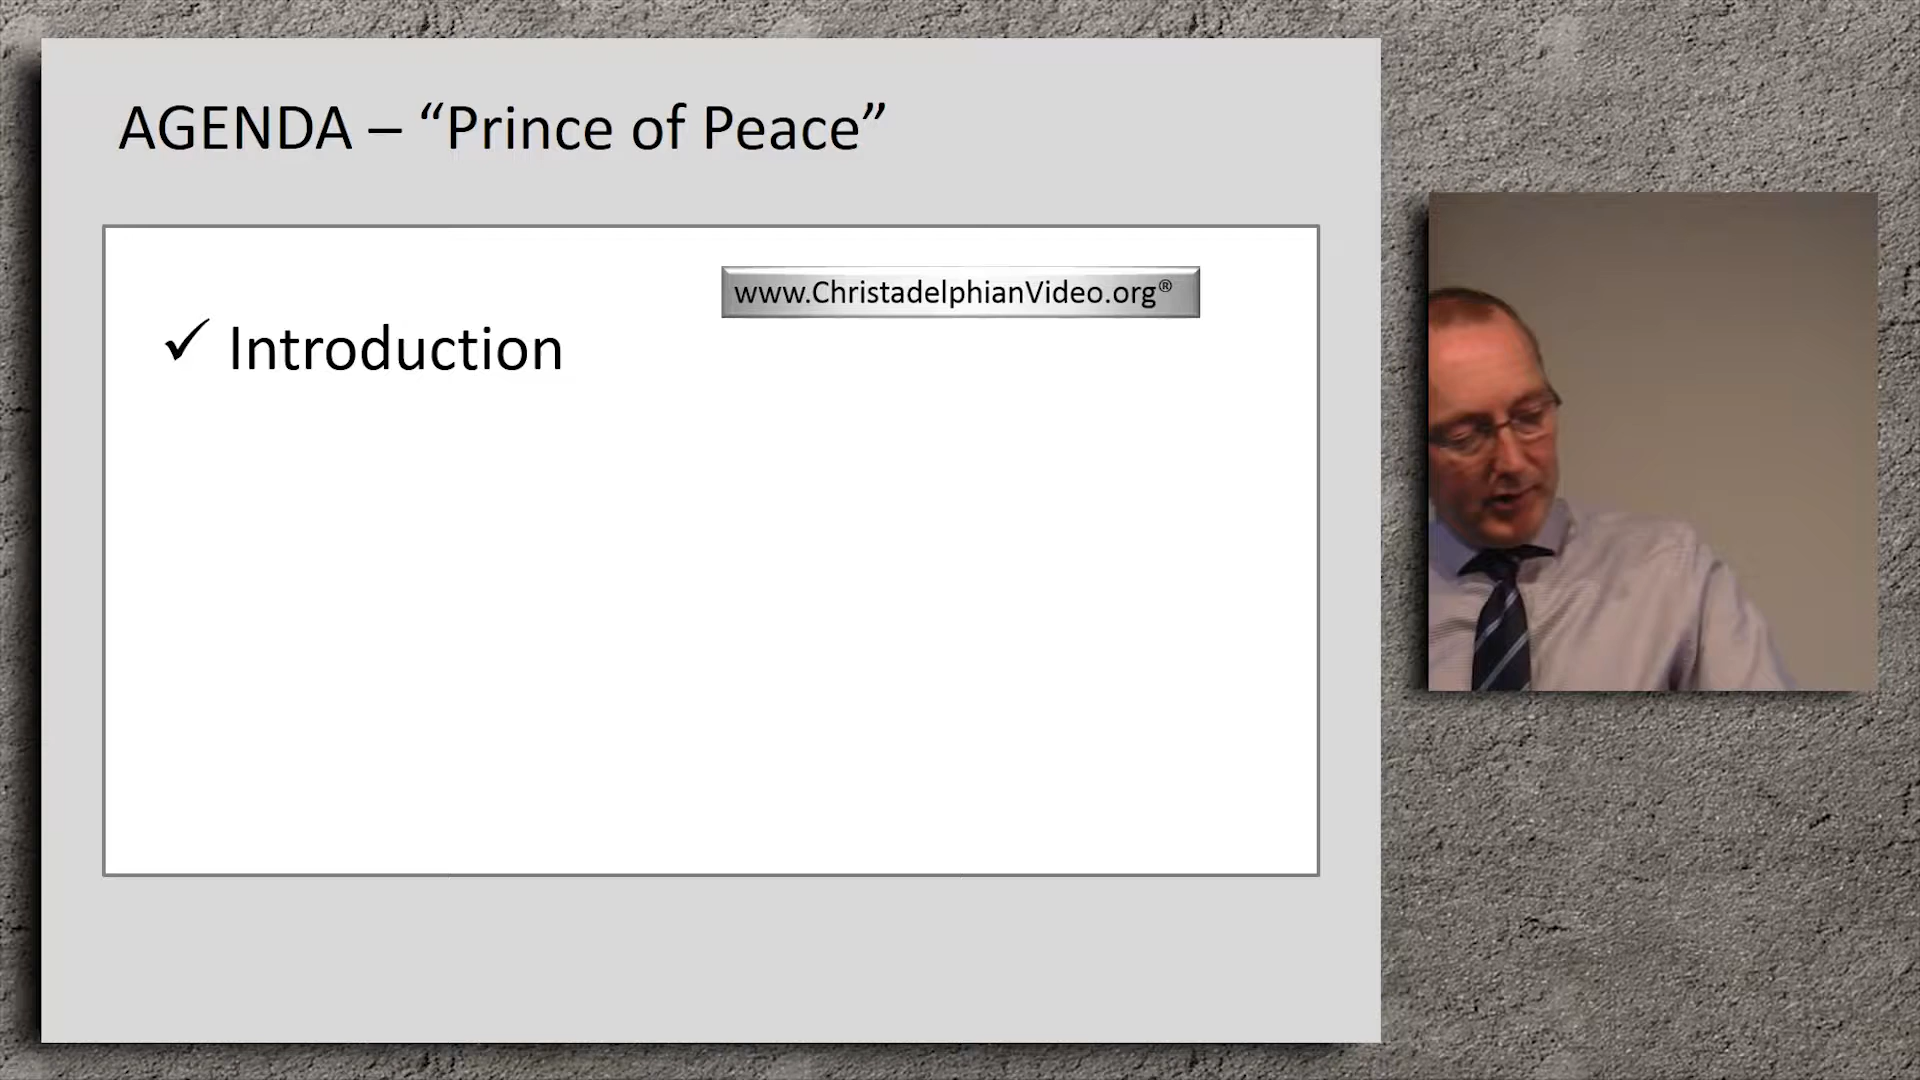 AGENDA – “Prince of Peace”
www.ChristadelphianVideo.org®
✓ Introduction